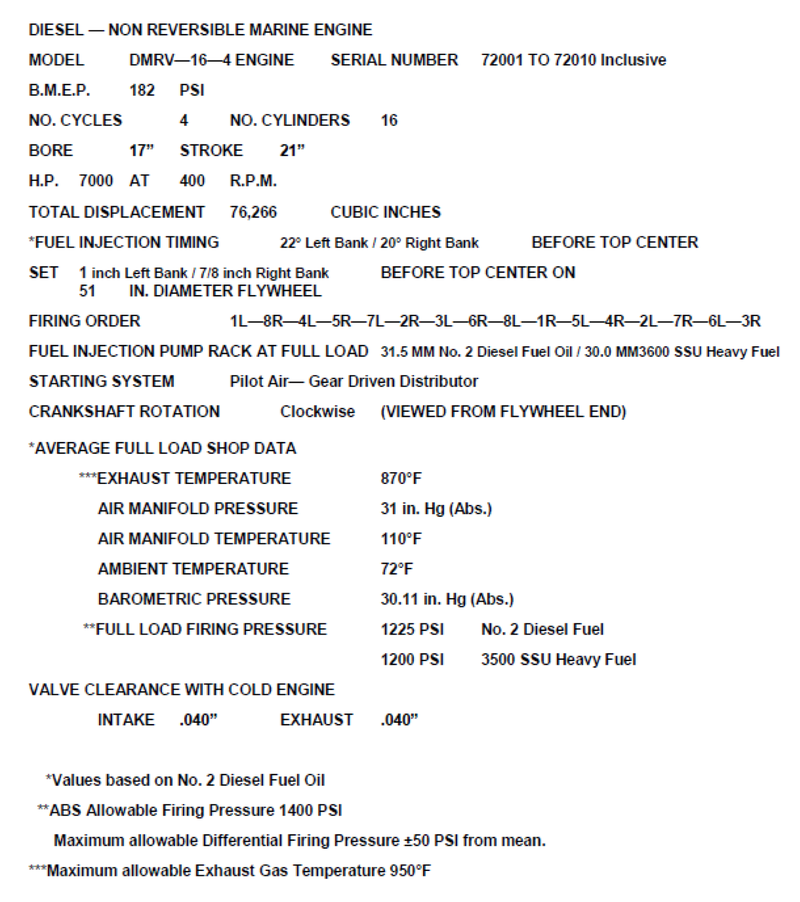 DIESEL — NON REVERSIBLE MARINE ENGINE
MODEL DMRV—16—4 ENGINE SERIAL NUMBER 72001 TO 72010 Inclusive
B.M.E.P. 182 PSI
NO. CYCLES 4 NO. CYLINDERS 16
BORE 17” STROKE 21”
H.P. 7000 AT 400 R.P.M.
TOTAL DISPLACEMENT 76,266 CUBIC INCHES
*FUEL INJECTION TIMING 22° Left Bank / 20° Right Bank BEFORE TOP CENTER
SET 1 inch Left Bank / 7/8 inch Right Bank BEFORE TOP CENTER ON
51 IN. DIAMETER FLYWHEEL
FIRING ORDER 1L—8R—4L—5R—7L—2R—3L—6R—8L—1R—5L—4R—2L—7R—6L—3R
FUEL INJECTION PUMP RACK AT FULL LOAD 31.5 MM No. 2 Diesel Fuel Oil / 30.0 MM3600 SSU Heavy Fuel
STARTING SYSTEM Pilot Air— Gear Driven Distributor
CRANKSHAFT ROTATION Clockwise (VIEWED FROM FLYWHEEL END)
*AVERAGE FULL LOAD SHOP DATA
***EXHAUST TEMPERATURE 870°F
AIR MANIFOLD PRESSURE 31 in. Hg (Abs.)
AIR MANIFOLD TEMPERATURE 110°F
AMBIENT TEMPERATURE 72°F
BAROMETRIC PRESSURE 30.11 in. Hg (Abs.)
**FULL LOAD FIRING PRESSURE 1225 PSI No. 2 Diesel Fuel
1200 PSI 3500 SSU Heavy Fuel
VALVE CLEARANCE WITH COLD ENGINE
INTAKE .040” EXHAUST .040”
*Values based on No. 2 Diesel Fuel Oil
**ABS Allowable Firing Pressure 1400 PSI
Maximum allowable Differential Firing Pressure ±50 PSI from mean.
***Maximum allowable Exhaust Gas Temperature 950°F